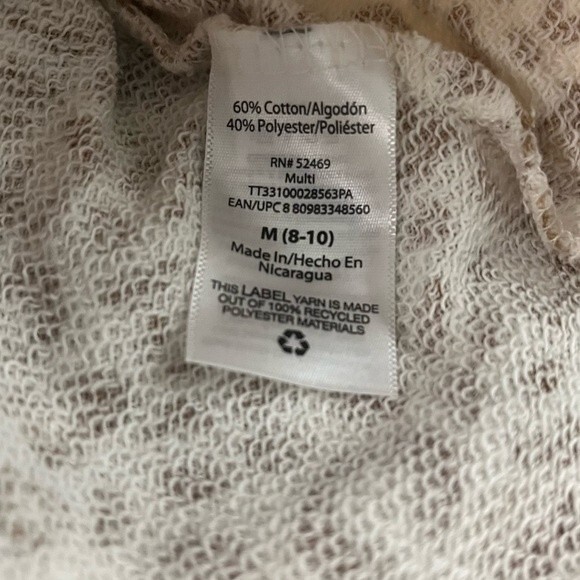 60% Cotton/Algodón
40% Polyester/Poliéster
RN# 52469
Multi
TT33100028563PA
EAN/UPC 8 80983348560
M (8-10)
Made In/Hecho En
Nicaragua
THIS LABEL YARN IS MADE
OUT OF 100% RECYCLED
POLYESTER MATERIALS